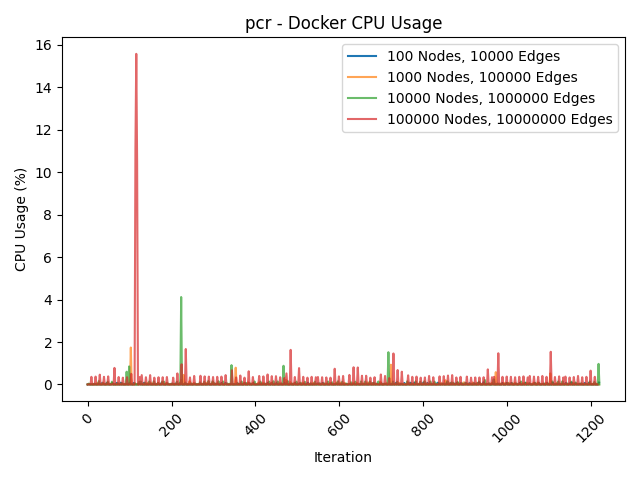 pcr - Docker CPU Usage
100 Nodes, 10000 Edges
1000 Nodes, 100000 Edges
10000 Nodes, 1000000 Edges
100000 Nodes, 10000000 Edges
CPU Usage (%)
16
14
12
10
8
6
4
2
0
0
200
400
600
800
1000
1200
Iteration